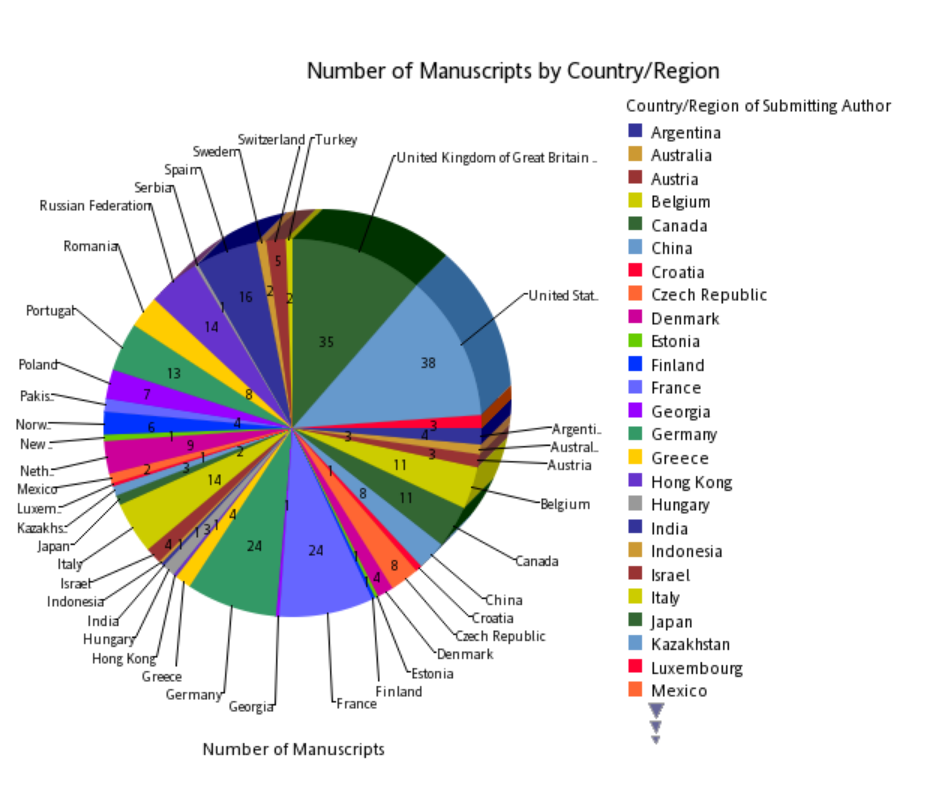 Number of Manuscripts by Country/Region
Country/Region of Submitting Author
Argentina
Australia
Austria
Belgium
Canada
China
Croatia
Czech Republic
Denmark
Estonia
Finland
France
Georgia
Germany
Greece
Hong Kong
Hungary
India
Indonesia
Israel
Italy
Japan
Kazakhstan
Luxembourg
Mexico
Switzerland
Turkey
United Kingdom of Great Britain ..
United Stat..
Argenti..
Austral..
Austria
Belgium
Canada
China
Croatia
Czech Republic
Denmark
Estonia
Finland
France
Georgia
Germany
Greece
Hong Kong
Hungary
India
Indonesia
Israel
Italy
Japan
Kazakhs..
Luxem..
Mexico
Neth..
New ..
Norw..
Pakis..
Poland
Portugal
Romania
Russian Federation
Serbia
Spain
Sweden
35
38
3
4
3
3
11
11
8
1
8
4
1
1
24
1
24
4
1
3
1
1
4
14
2
3
1
2
9
1
6
4
7
13
8
14
1
16
2
5
2
Number of Manuscripts